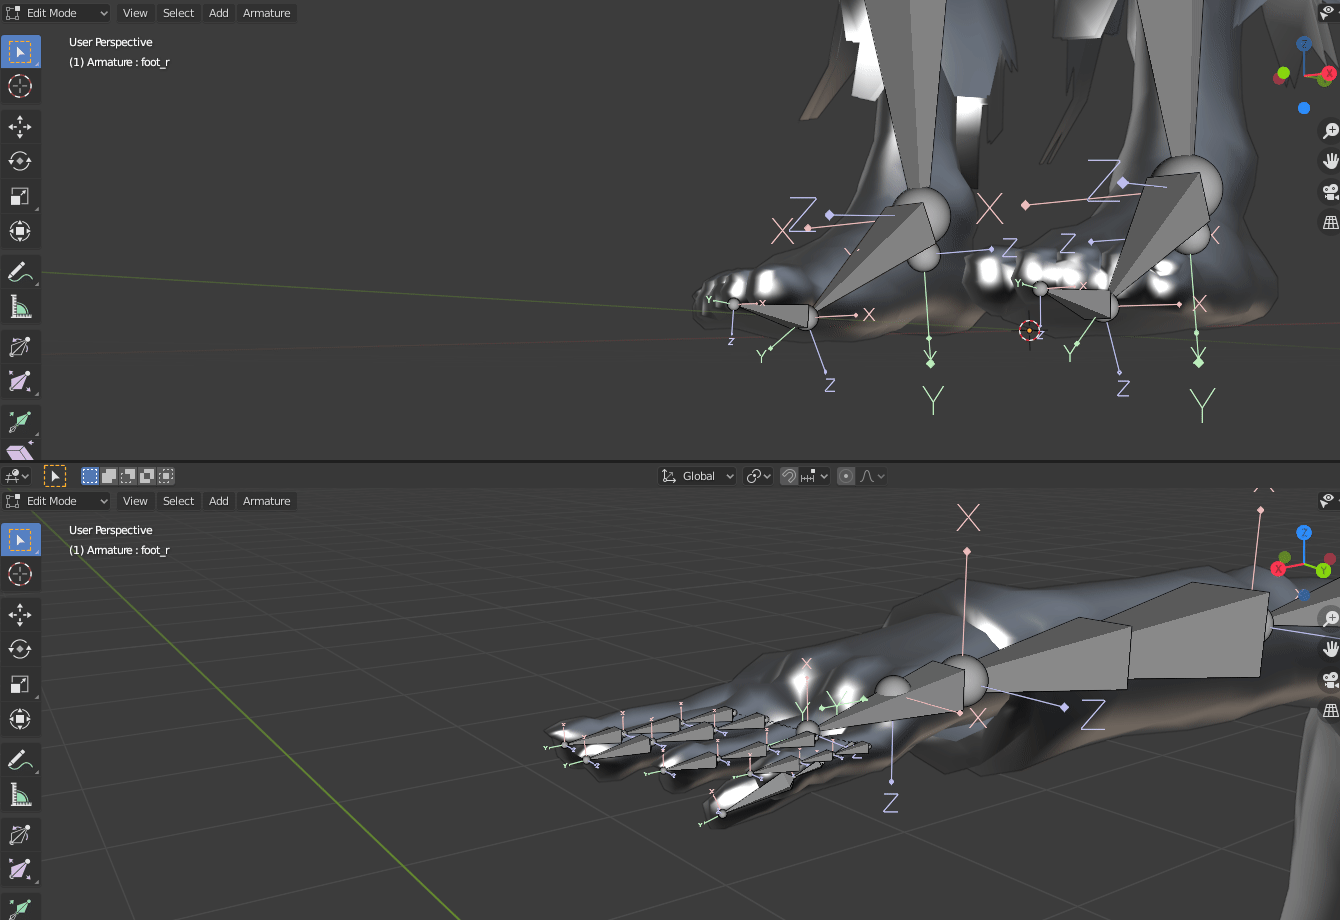 Edit Mode View Select Add Armature
User Perspective
(1) Armature : foot_r
Z
X
Z
X
Z
X
Z
X
Z
X
Y
X
Y
X
X
Z
Y
Y
Z
Y
Y
Z
Z
Y
Y
Global
Edit Mode View Select Add Armature
User Perspective
(1) Armature : foot_r
X
Z
X
Y
X
Z
X
Y
Y
X
Z
Z